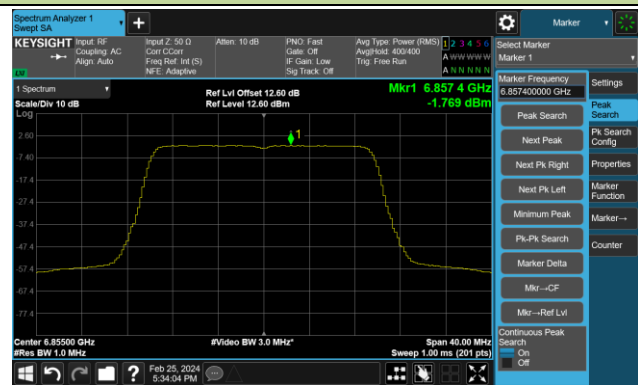 Spectrum Analyzer 1
Swept SA
+
Marker
KEYSIGHT
Input: RF
Coupling: AC
Align: Auto
Input Z: 50 Ω
Corr CCorr
Freq Ref: Int (S)
NFE: Adaptive
Atten: 10 dB
PNO: Fast
Gate: Off
IF Gain: Low
Sig Track: Off
Avg Type: Power (RMS)
Avg|Hold: 400/400
Trig: Free Run
1 2 3 4 5 6
A W W W W W
A N N N N N
Select Marker
Marker 1
1 Spectrum
Scale/Div 10 dB
Log
Ref Lvl Offset 12.60 dB
Ref Level 12.60 dBm
Mkr1 6.857 4 GHz
-1.769 dBm
1
2.60
-7.40
-17.4
-27.4
-37.4
-47.4
-57.4
-67.4
-77.4
Center 6.85500 GHz
#Res BW 1.0 MHz
#Video BW 3.0 MHz*
Span 40.00 MHz
Sweep 1.00 ms (201 pts)
Marker Frequency
6.857400000 GHz
Peak Search
Next Peak
Next Pk Right
Next Pk Left
Minimum Peak
Pk-Pk Search
Marker Delta
Mkr→CF
Mkr→Ref Lvl
Continuous Peak
Search
On
Off
Settings
Peak
Search
Pk Search
Config
Properties
Marker
Function
Marker→
Counter
?
Feb 25, 2024
5:34:04 PM